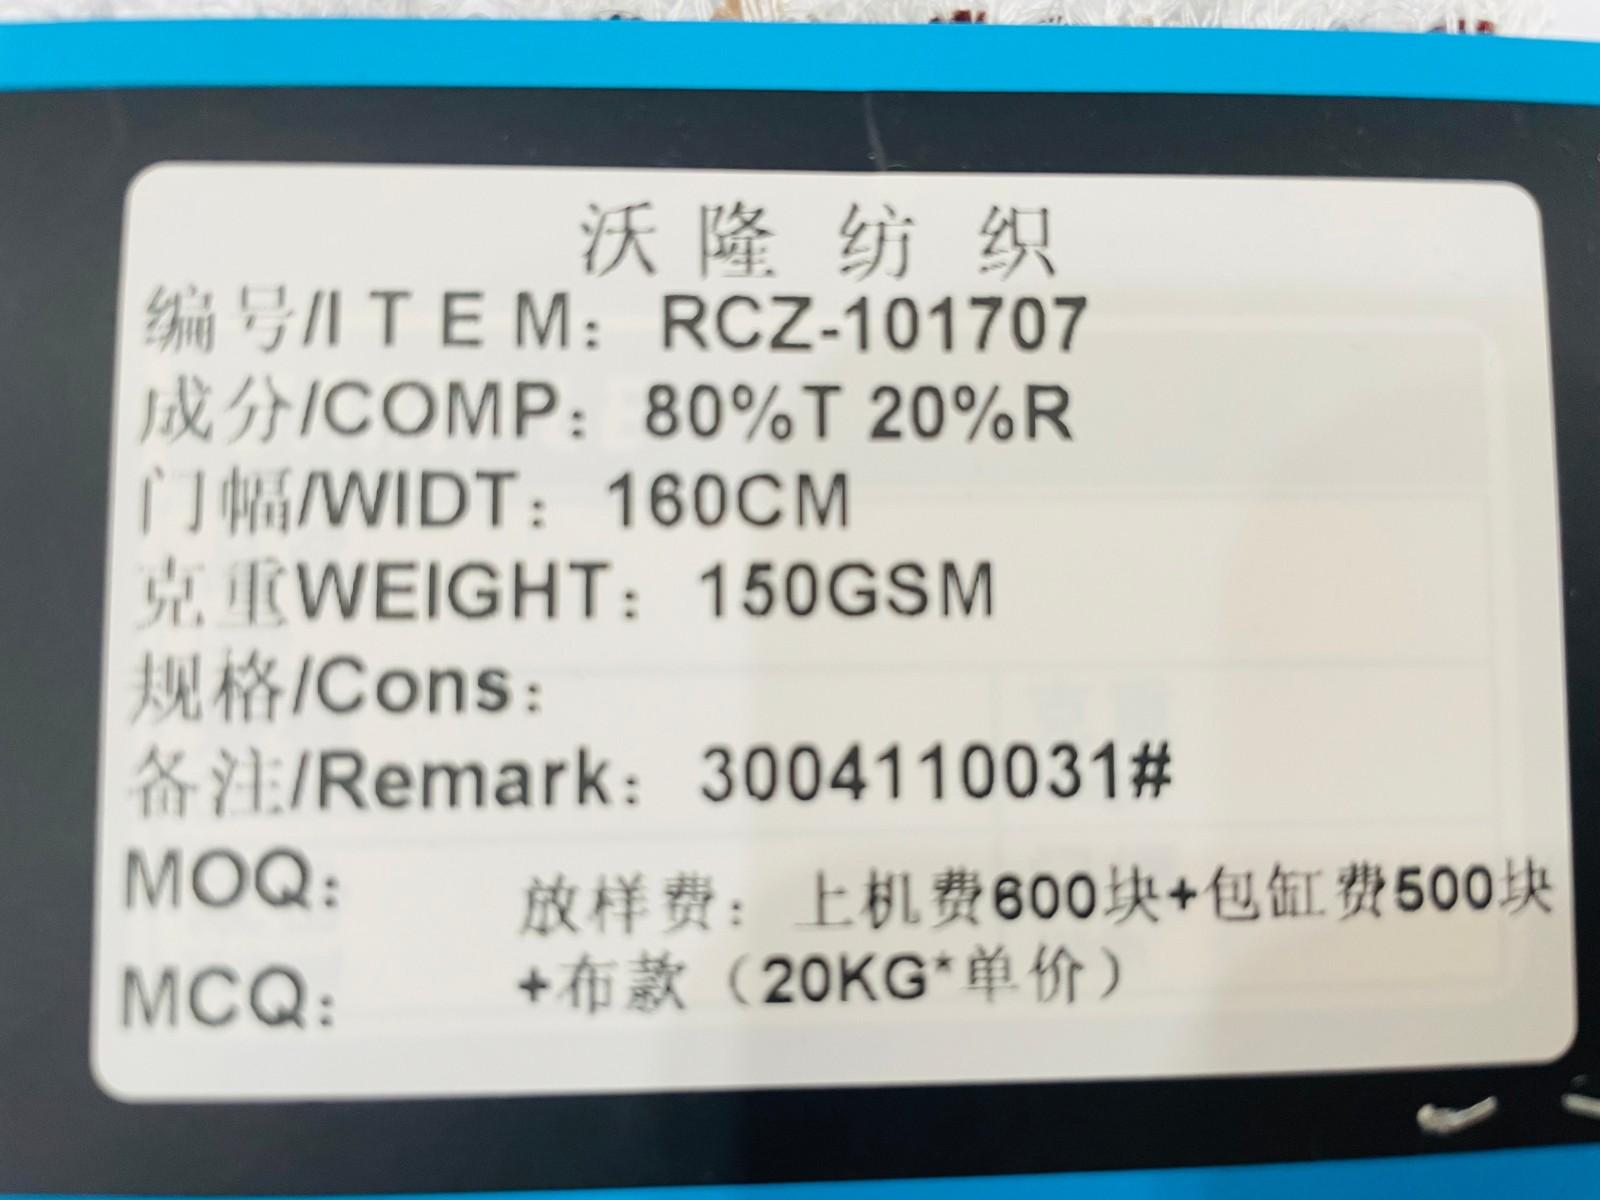 沃隆纺织
编号/I T E M： RCZ-101707
成分/COMP： 80%T 20%R
门幅/WIDT： 160CM
克重WEIGHT： 150GSM
规格/Cons：
备注/Remark： 3004110031#
MOQ： 放样费： 上机费600块+包缸费500块
MCQ： +布款（20KG*单价）